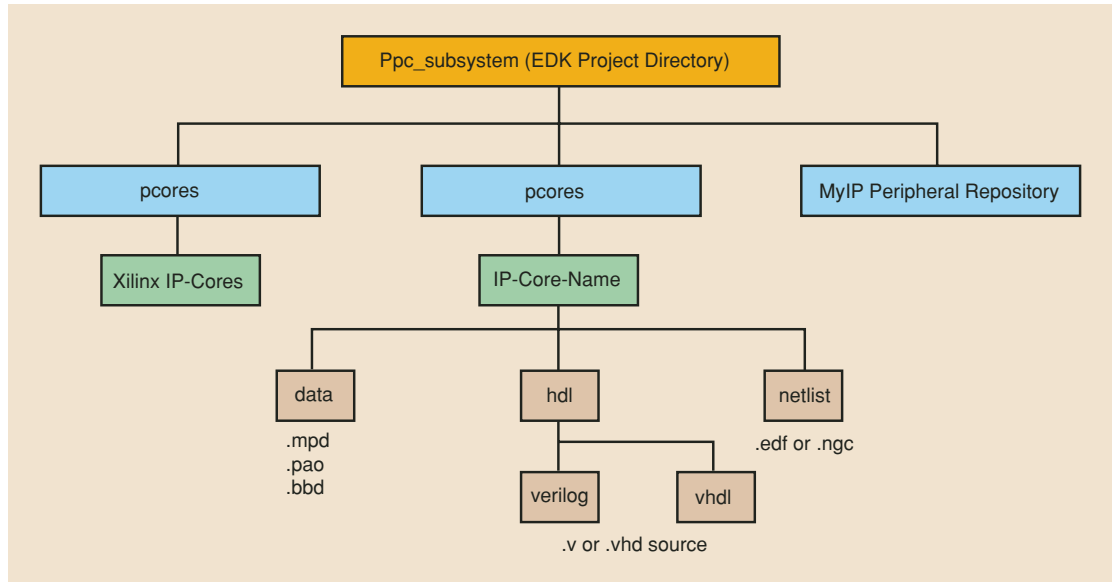 Ppc_subsystem (EDK Project Directory)
pcores
pcores
MyIP Peripheral Repository
Xilinx IP-Cores
IP-Core-Name
data
hdl
netlist
.mpd
.pao
.bbd
.edf or .ngc
verilog
vhdl
.v or .vhd source